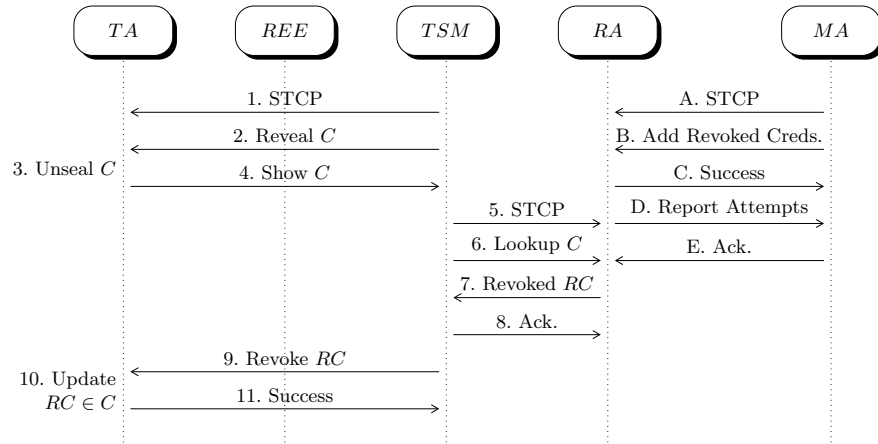 TA REE TSM RA MA
1. STCP A. STCP
2. Reveal C B. Add Revoked Creds.
3. Unseal C
4. Show C C. Success
5. STCP D. Report Attempts
6. Lookup C E. Ack.
7. Revoked RC
8. Ack.
9. Revoke RC
10. Update
RC ∈ C
11. Success